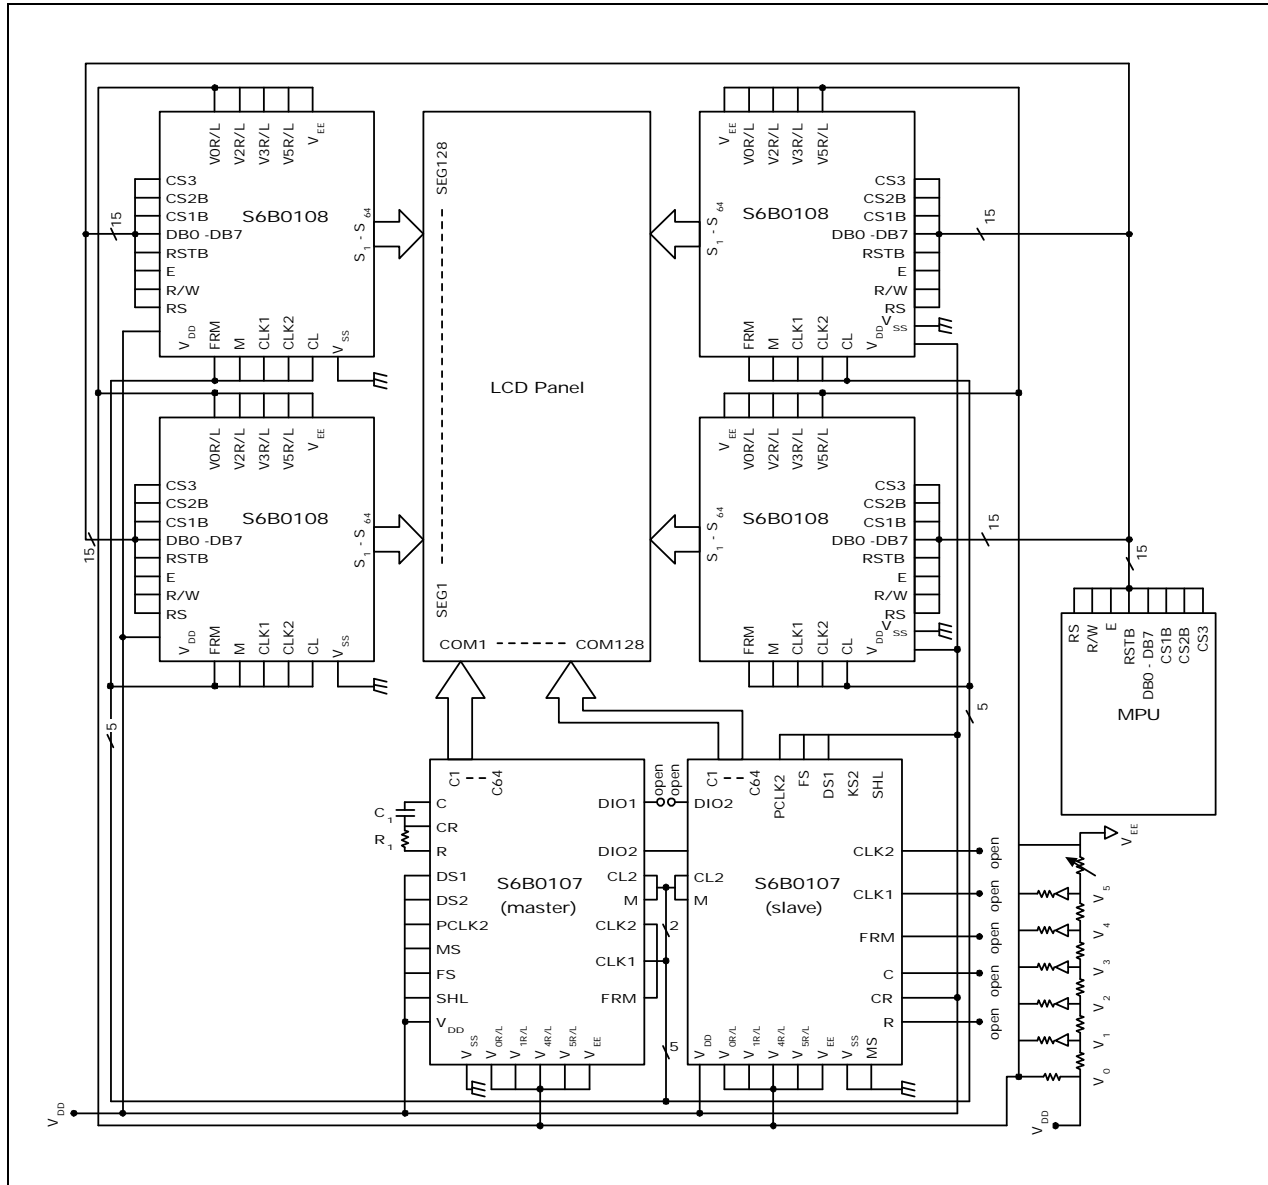 V0R/L V2R/L V3R/L V5R/L VEE
CS3
CS2B
CS1B
DB0 -DB7
RSTB
E
R/W
RS
15
S6B0108
S1 - S64
VDD FRM M CLK1 CLK2 CL VSS
SEG128
SEG1
LCD Panel
COM1
COM128
VEE V0R/L V2R/L V3R/L V5R/L
S6B0108
S1 - S64
CS3
CS2B
CS1B
DB0 -DB7
RSTB
E
R/W
RS
VSS
15
FRM M CLK1 CLK2 CL VDD
V0R/L V2R/L V3R/L V5R/L VEE
CS3
CS2B
CS1B
DB0 -DB7
RSTB
E
R/W
RS
15
S6B0108
S1 - S64
VDD FRM M CLK1 CLK2 CL VSS
5
VEE V0R/L V2R/L V3R/L V5R/L
S6B0108
S1 - S64
CS3
CS2B
CS1B
DB0 -DB7
RSTB
E
R/W
RS
VSS
15
FRM M CLK1 CLK2 CL VDD
5
15
RS R/W E RSTB DB0 - DB7 CS1B CS2B CS3
MPU
C1
R1
C1 -- C64
C
CR
R
DS1
DS2
PCLK2
MS
FS
SHL
VDD
S6B0107
(master)
DIO1
DIO2
CL2
M
CLK2
CLK1
FRM
VSS V0R/L V1R/L V4R/L V5R/L VEE
open open
2
5
C1 -- C64
PCLK2 FS DS1 KS2 SHL
DIO2
CL2
M
S6B0107
(slave)
CLK2
CLK1
FRM
C
CR
R
VDD V0R/L V1R/L V4R/L V5R/L VEE VSS MS
open
open
open
open
open
VEE
V5
V4
V3
V2
V1
V0
VDD
VDD